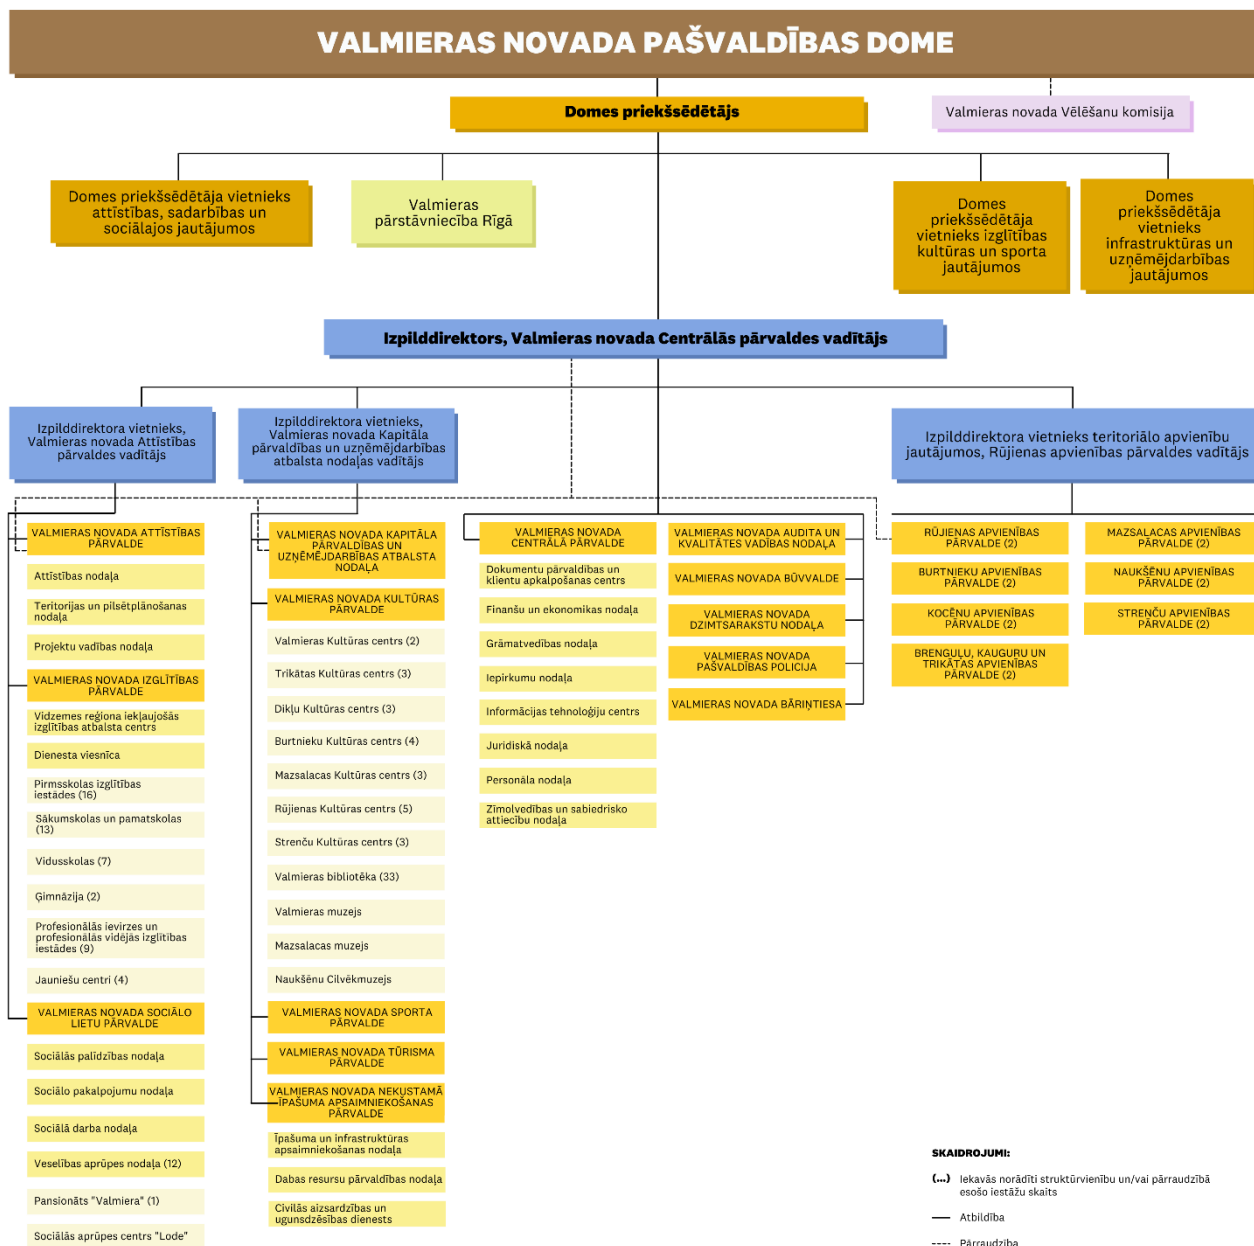 VALMIERAS NOVADA PAŠVALDĪBAS DOME
Domes priekšsēdētājs
Valmieras novada Vēlēšanu komisija
Domes priekšsēdētāja vietnieks
attīstības, sadarbības un
sociālajos jautājumos
Valmieras
pārstāvniecība Rīgā
Domes
priekšsēdētāja
vietnieks izglītības
kultūras un sporta
jautājumos
Domes
priekšsēdētāja
vietnieks
infrastruktūras un
uzņēmējdarbības
jautājumos
Izpilddirektors, Valmieras novada Centrālās pārvaldes vadītājs
Izpilddirektora vietnieks,
Valmieras novada Attīstības
pārvaldes vadītājs
Izpilddirektora vietnieks,
Valmieras novada Kapitāla
pārvaldības un uzņēmējdarbības
atbalsta nodaļas vadītājs
Izpilddirektora vietnieks teritoriālo apvienību
jautājumos, Rūjienas apvienības pārvaldes vadītājs
VALMIERAS NOVADA ATTĪSTĪBAS
PĀRVALDE
Attīstības nodaļa
Teritorijas un pilsētplānošanas
nodaļa
Projektu vadības nodaļa
VALMIERAS NOVADA IZGLĪTĪBAS
PĀRVALDE
Vidzemes reģiona iekļaujošās
izglītības atbalsta centrs
Dienesta viesnīca
Pirmsskolas izglītības
iestādes (16)
Sākumskolas un pamatskolas
(13)
Vidusskolas (7)
Ģimnāzija (2)
Profesionālās ievirzes un
profesionālās vidējās izglītības
iestādes (9)
Jauniešu centri (4)
VALMIERAS NOVADA SOCIĀLO
LIETU PĀRVALDE
Sociālās palīdzības nodaļa
Sociālo pakalpojumu nodaļa
Sociālā darba nodaļa
Veselības aprūpes nodaļa (12)
Pansionāts "Valmiera" (1)
Sociālās aprūpes centrs "Lode"
VALMIERAS NOVADA KAPITĀLA
PĀRVALDĪBAS UN
UZŅĒMĒJDARBĪBAS ATBALSTA
NODAĻA
VALMIERAS NOVADA KULTŪRAS
PĀRVALDE
Valmieras Kultūras centrs (2)
Trikātas Kultūras centrs (3)
Dikļu Kultūras centrs (3)
Burtnieku Kultūras centrs (4)
Mazsalacas Kultūras centrs (3)
Rūjienas Kultūras centrs (5)
Strenču Kultūras centrs (3)
Valmieras bibliotēka (33)
Valmieras muzejs
Mazsalacas muzejs
Naukšēnu Cilvēkmuzejs
VALMIERAS NOVADA SPORTA
PĀRVALDE
VALMIERAS NOVADA TŪRISMA
PĀRVALDE
VALMIERAS NOVADA NEKUSTAMĀ
ĪPAŠUMA APSAIMNIEKOŠANAS
PĀRVALDE
Īpašuma un infrastruktūras
apsaimniekošanas nodaļa
Dabas resursu pārvaldības nodaļa
Civilās aizsardzības un
ugunsdzēsības dienests
VALMIERAS NOVADA
CENTRĀLĀ PĀRVALDE
Dokumentu pārvaldības un
klientu apkalpošanas centrs
Finanšu un ekonomikas nodaļa
Grāmatvedības nodaļa
Iepirkumu nodaļa
Informācijas tehnoloģiju centrs
Juridiskā nodaļa
Personāla nodaļa
Zīmolvedības un sabiedrisko
attiecību nodaļa
VALMIERAS NOVADA AUDITA UN
KVALITĀTES VADĪBAS NODAĻA
VALMIERAS NOVADA BŪVVALDE
VALMIERAS NOVADA
DZIMTSARAKSTU NODAĻA
VALMIERAS NOVADA
PAŠVALDĪBAS POLICIJA
VALMIERAS NOVADA BĀRIŅTIESA
RŪJIENAS APVIENĪBAS
PĀRVALDE (2)
BURTNIEKU APVIENĪBAS
PĀRVALDE (2)
KOCĒNU APVIENĪBAS
PĀRVALDE (2)
BRENGUĻU, KAUGURU UN
TRIKĀTAS APVIENĪBAS
PĀRVALDE (2)
MAZSALACAS APVIENĪBAS
PĀRVALDE (2)
NAUKŠĒNU APVIENĪBAS
PĀRVALDE (2)
STRENČU APVIENĪBAS
PĀRVALDE (2)
SKAIDROJUMI:
(...) Iekavās norādīti struktūrvienību un/vai pārraudzībā
esošo iestāžu skaits
Atbildība
Pārraudzība